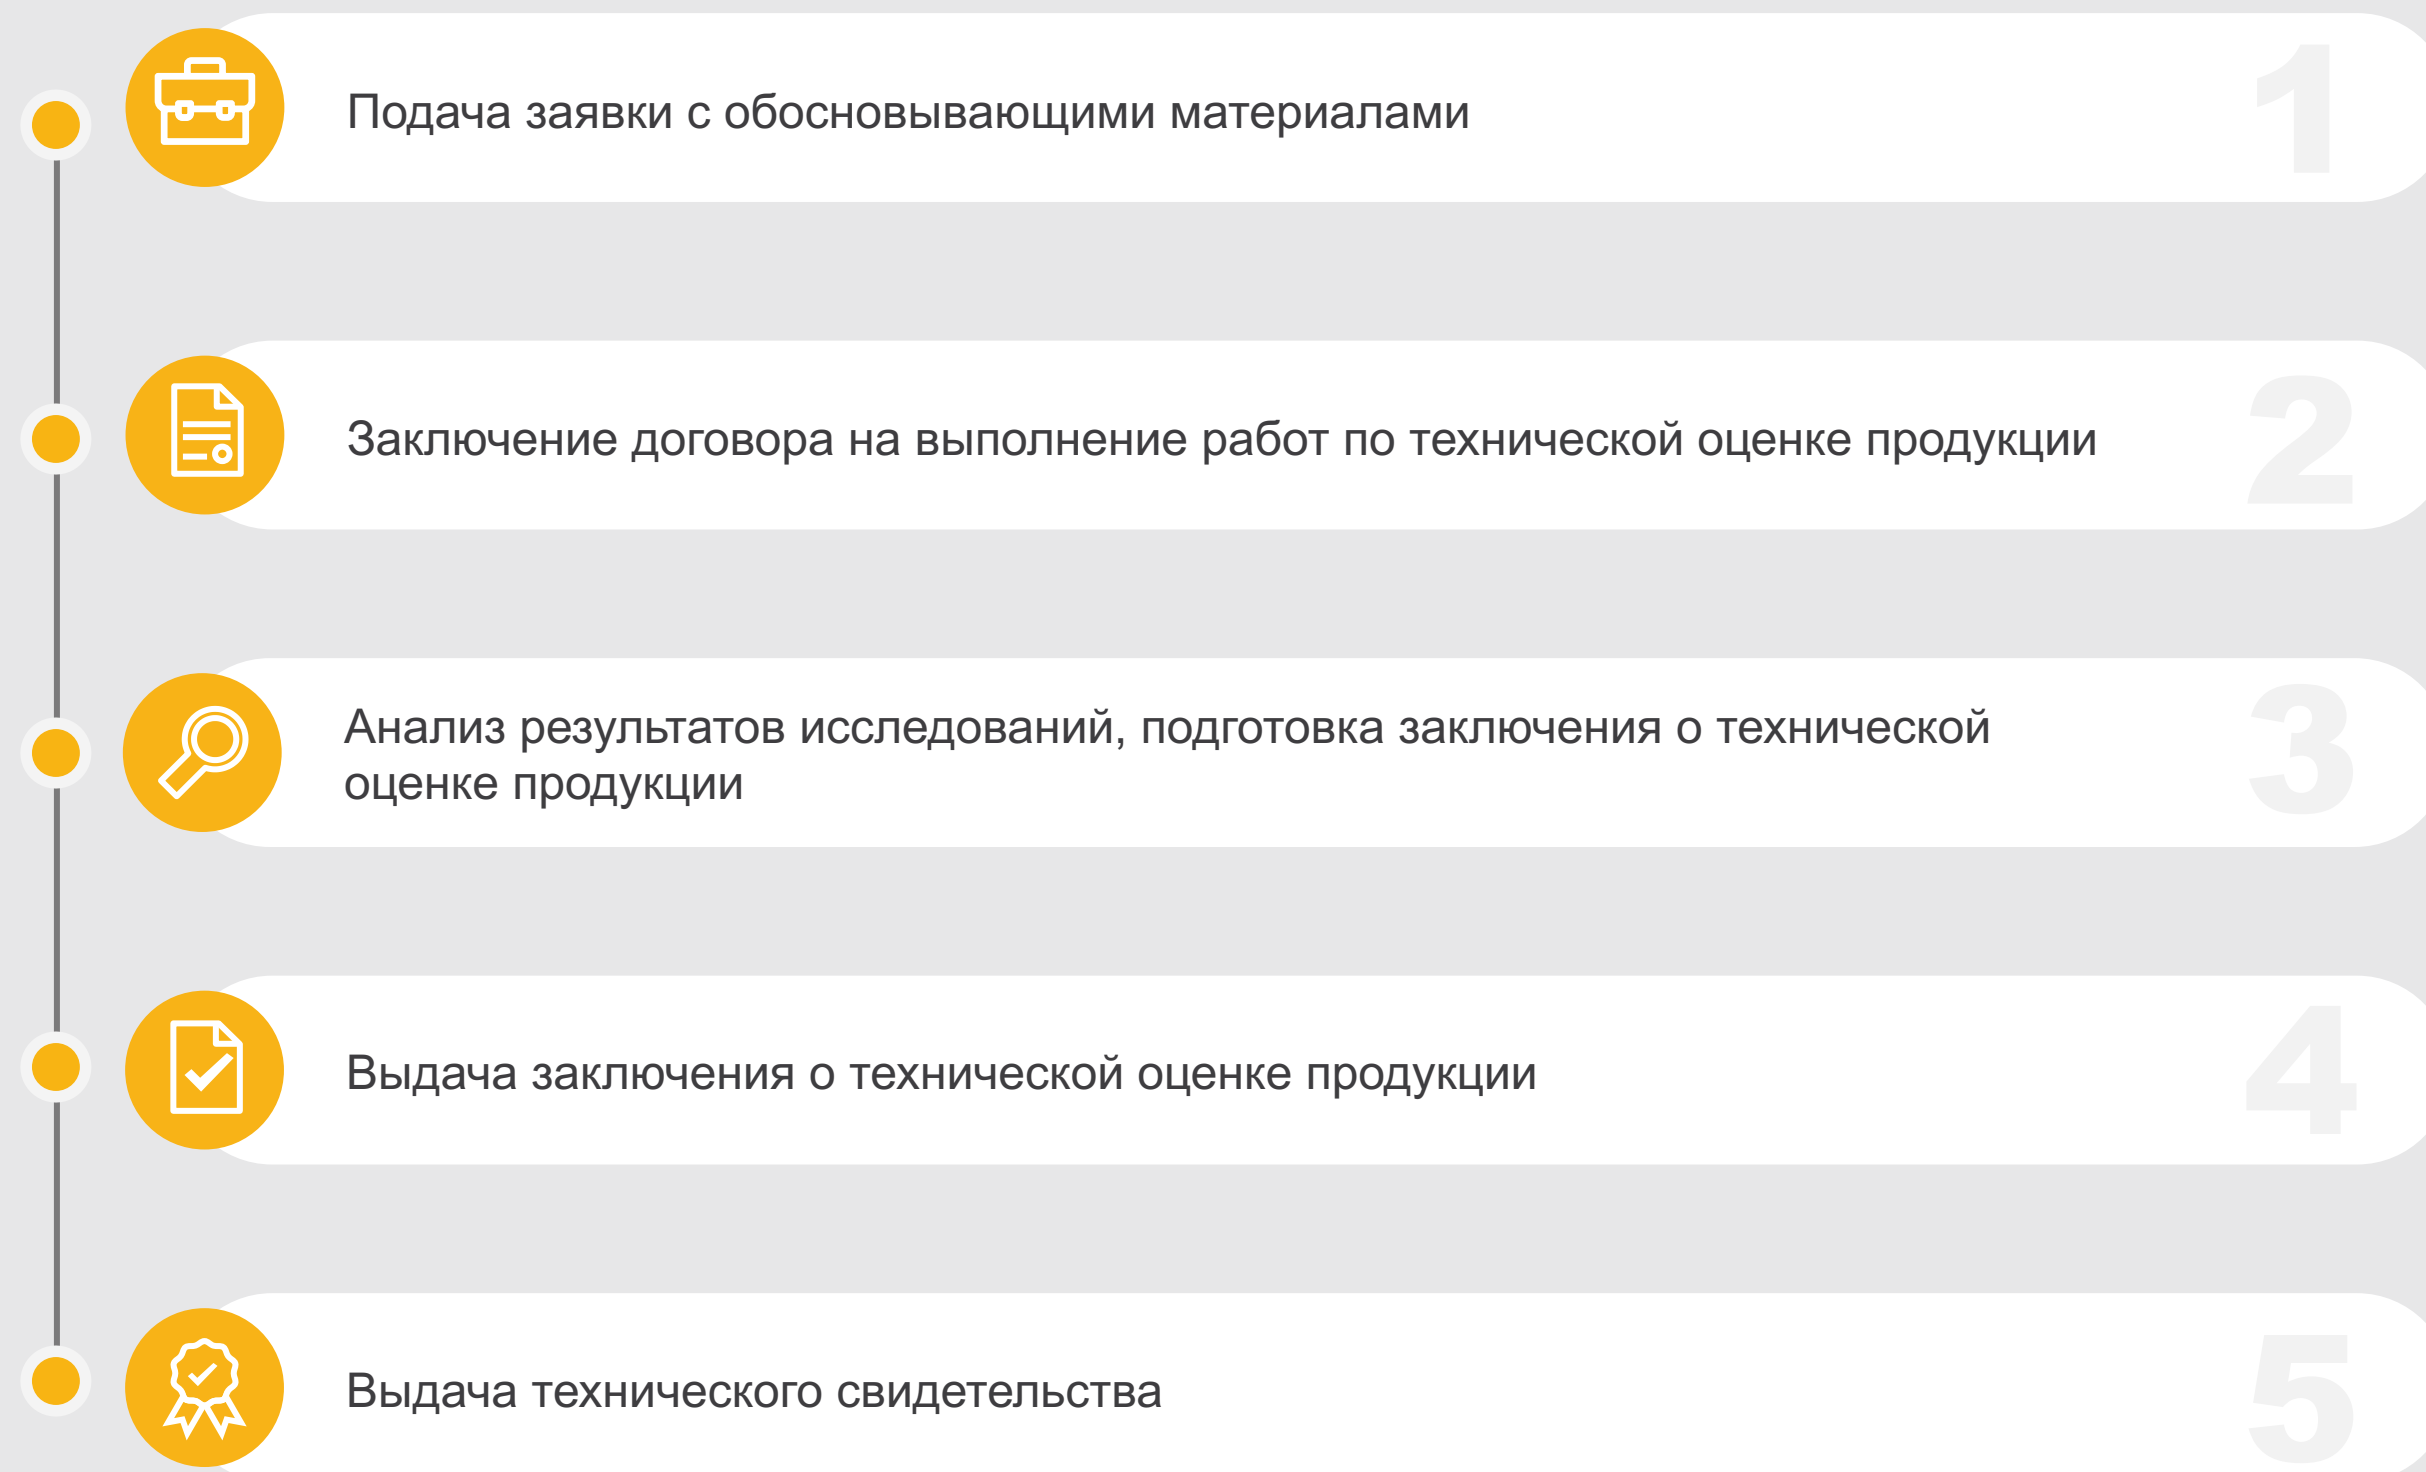 Подача заявки с обосновывающими материалами
1
Заключение договора на выполнение работ по технической оценке продукции
2
Анализ результатов исследований, подготовка заключения о технической
оценке продукции
3
Выдача заключения о технической оценке продукции
4
Выдача технического свидетельства
5